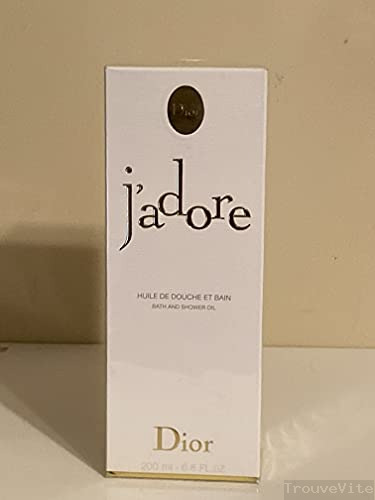 Dior
j'adore
HUILE DE DOUCHE ET BAIN
BATH AND SHOWER OIL
Dior
200 ml - 6.8 FL.OZ
TrouveVite